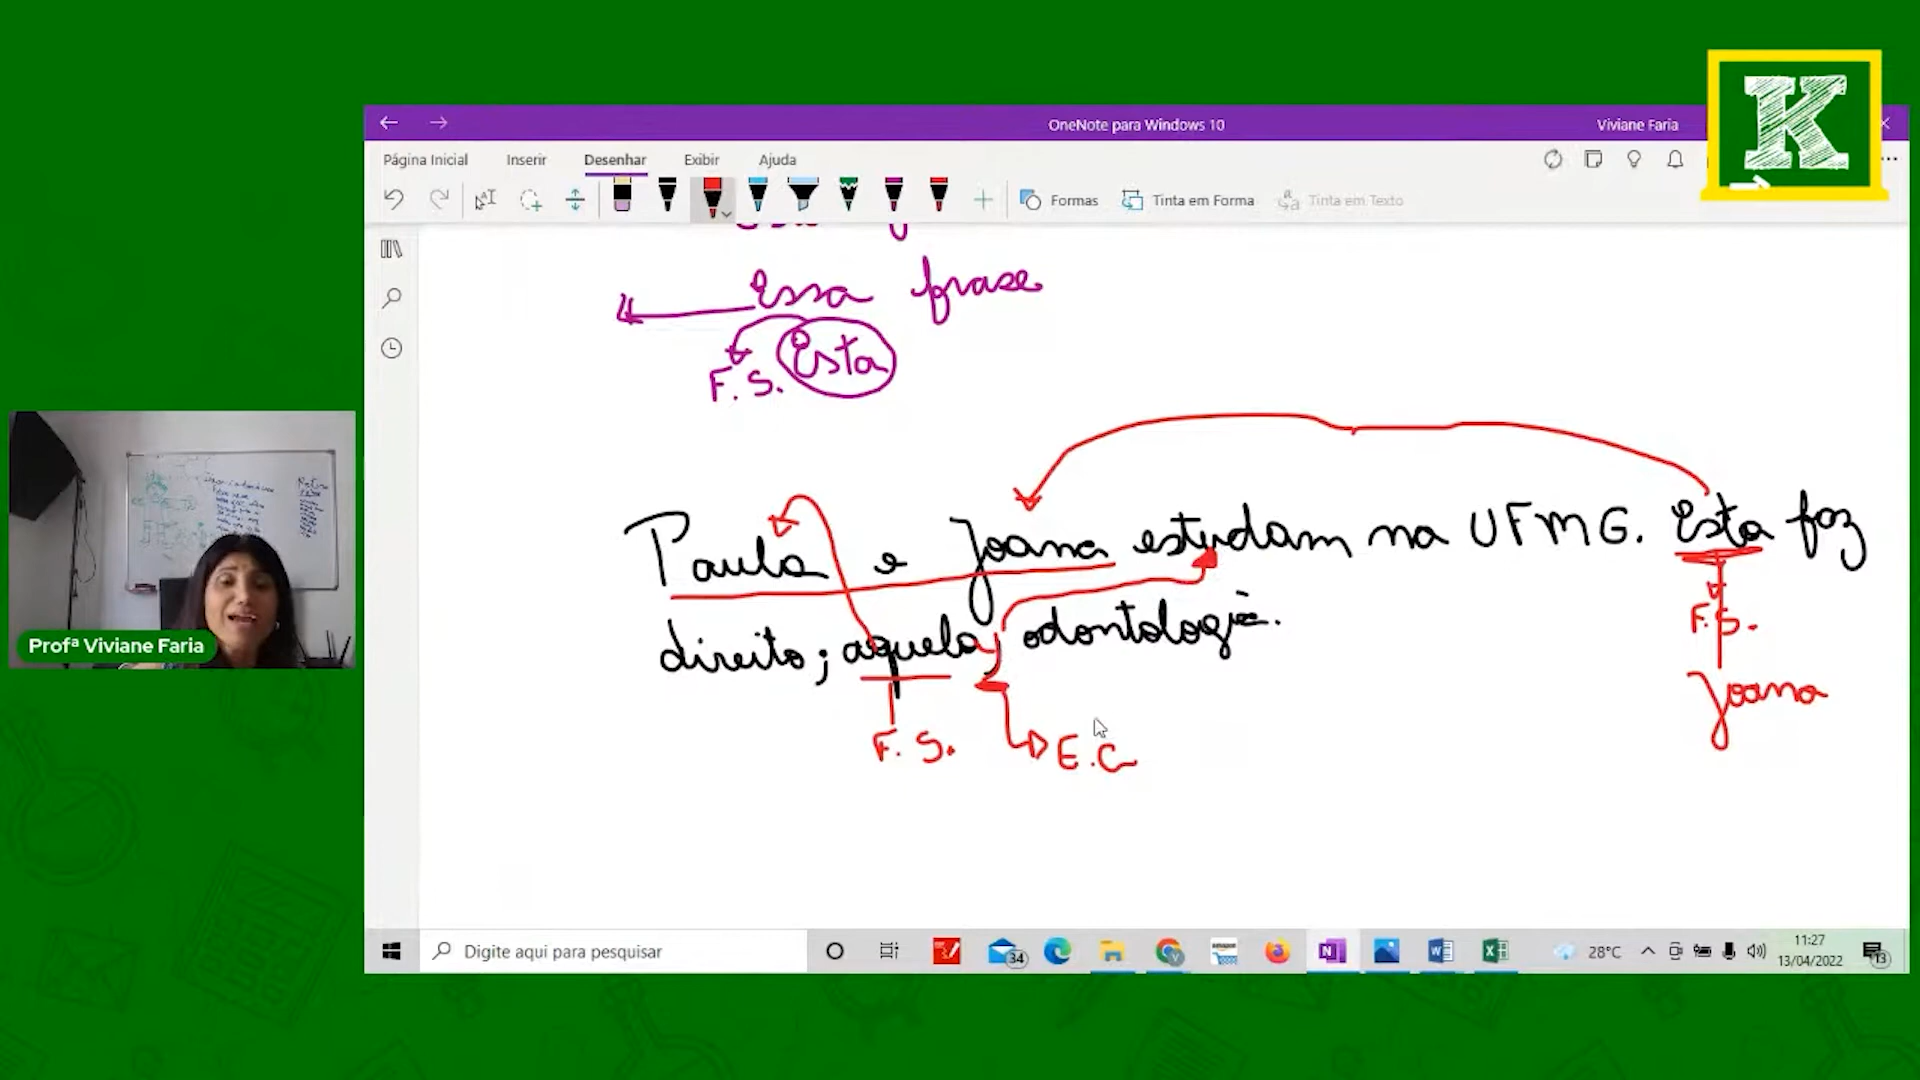 K
OneNote para Windows 10
Viviane Faria
Página Inicial Inserir Desenhar Exibir Ajuda
Formas Tinta em Forma Tinta em Texto
Essa frase
F. S. Esta
Paula e Joana estudam na UFMG. Esta faz
direito; aquela, odontologia.
F. S.
Joana
F. S.
E.C
Profª Viviane Faria
Digite aqui para pesquisar
34
28°C
11:27
13/04/2022
13